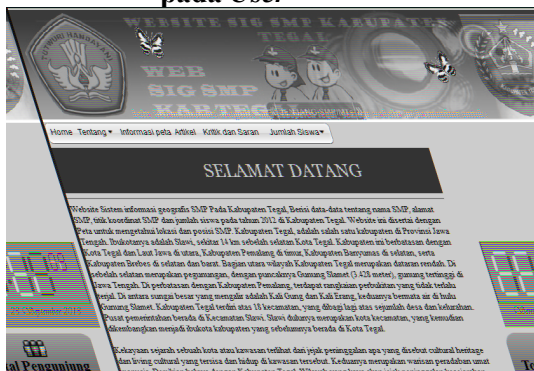 pada User
WEBSITE SIG SMP KABUPATEN
TEGAL
TUTWURI HANDAYANI
WEB
SIG SMP
KAB TEGAL
Home Tentang Informasi peta Artikel Kritik dan Saran Jumlah Siswa
SELAMAT DATANG
Website Sistem informasi geografis SMP Pada Kabupaten Tegal, Berisi data-data tentang nama SMP, alamat
SMP, titik koordinat SMP dan jumlah siswa pada tahun 2012 di Kabupaten Tegal. Website ini disertai dengan
Peta untuk mengetahui lokasi dan posisi SMP. Kabupaten Tegal, adalah salah satu kabupaten di Provinsi Jawa
Tengah. Ibukotanya adalah Slawi, sekitar 14 km sebelah selatan Kota Tegal. Kabupaten ini berbatasan dengan
Kota Tegal dan Laut Jawa di utara, Kabupaten Pemalang di timur, Kabupaten Banyumas di selatan, serta
Kabupaten Brebes di selatan dan barat. Bagian utara wilayah Kabupaten Tegal merupakan dataran rendah. Di
sebelah selatan merupakan pegunungan, dengan puncaknya Gunung Slamet (3.428 meter), gunung tertinggi di
Jawa Tengah. Di perbatasan dengan Kabupaten Pemalang, terdapat rangkaian perbukitan yang tidak terlalu
terjal. Di antara sungai besar yang mengalir adalah Kali Gung dan Kali Erang, keduanya bermata air di hulu
Gunung Slamet. Kabupaten Tegal terdiri atas 18 kecamatan, yang dibagi lagi atas sejumlah desa dan kelurahan.
Pusat pemerintahan berada di Kecamatan Slawi. Slawi dulunya merupakan kota kecamatan, yang kemudian
dikembangkan menjadi ibukota kabupaten yang sebelumnya berada di Kota Tegal.
Kekayaan sejarah sebuah kota atau kawasan terlihat dari jejak peninggalan apa yang disebut cultural heritage
dan living cultural yang tersisa dan hidup di kawasan tersebut. Keduanya merupakan warisan peradaban umat
al Pengunjung